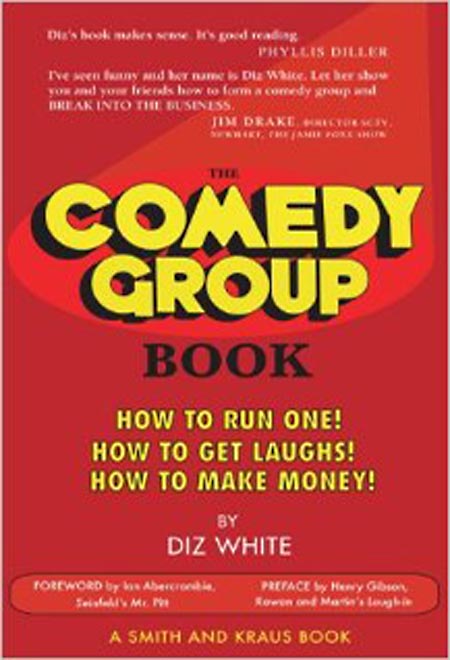 Diz's book makes sense. It's good reading.
PHYLLIS DILLER
I've seen funny and her name is Diz White. Let her show
you and your friends how to form a comedy group and
BREAK INTO THE BUSINESS.
JIM DRAKE, DIRECTOR SCTV,
NEWHART, THE JAMIE FOXX SHOW
THE
COMEDY
GROUP
BOOK
HOW TO RUN ONE!
HOW TO GET LAUGHS!
HOW TO MAKE MONEY!
BY
DIZ WHITE
FOREWORD by Ian Abercrombie,
Seinfeld's Mr. Pitt
PREFACE by Henry Gibson,
Rowan and Martin's Laugh-in
A SMITH AND KRAUS BOOK